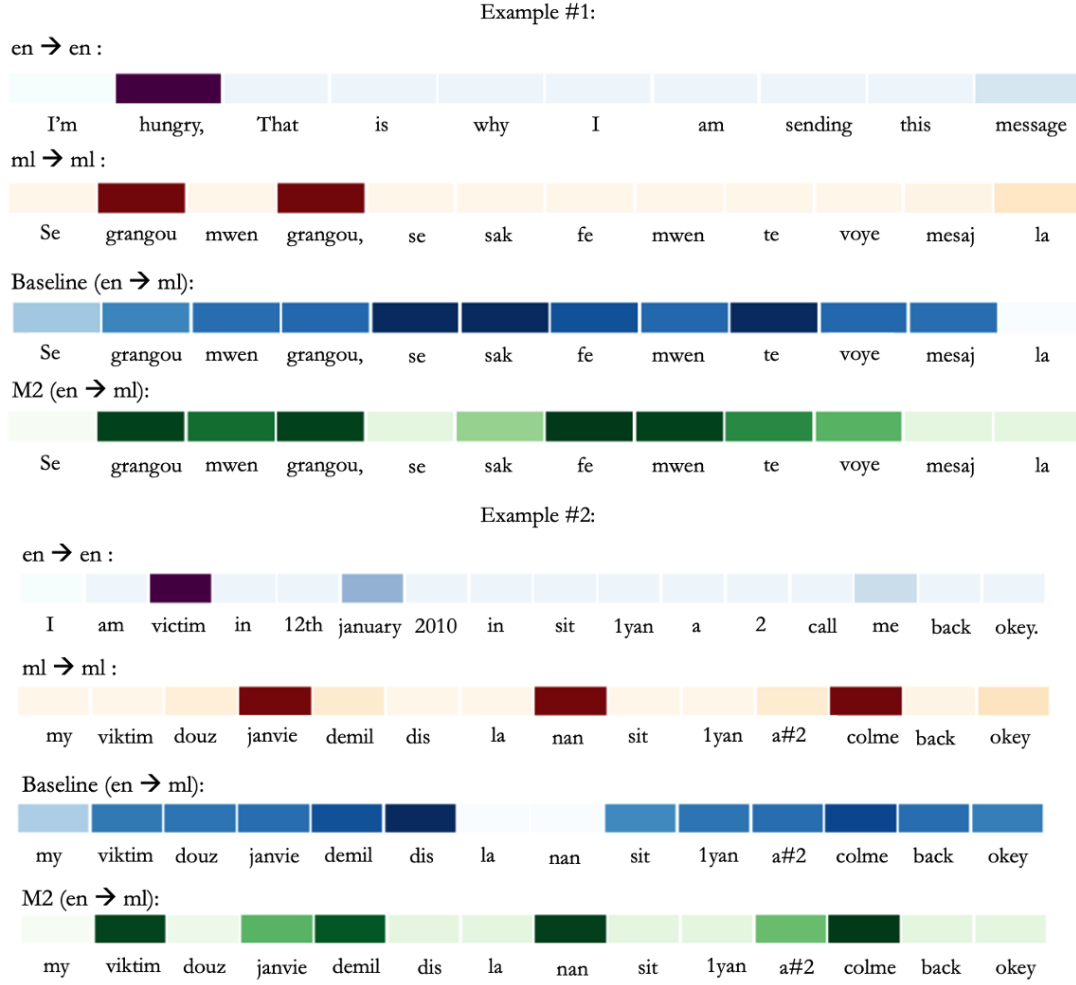 Example #1:
en → en :
I'm hungry, That is why I am sending this message
ml → ml :
Se grangou mwen grangou, se sak fe mwen te voye mesaj la
Baseline (en → ml):
Se grangou mwen grangou, se sak fe mwen te voye mesaj la
M2 (en → ml):
Se grangou mwen grangou, se sak fe mwen te voye mesaj la
Example #2:
en → en :
I am victim in 12th january 2010 in sit 1yan a 2 call me back okey.
ml → ml :
my viktim douz janvie demil dis la nan sit 1yan a#2 colme back okey
Baseline (en → ml):
my viktim douz janvie demil dis la nan sit 1yan a#2 colme back okey
M2 (en → ml):
my viktim douz janvie demil dis la nan sit 1yan a#2 colme back okey